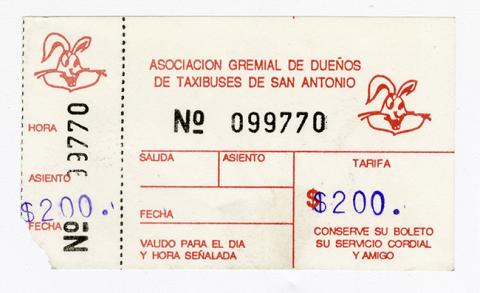 HORA
ASIENTO
$200.
FECHA
Nº 099770
ASOCIACION GREMIAL DE DUEÑOS
DE TAXIBUSES DE SAN ANTONIO
Nº 099770
SALIDA ASIENTO
FECHA
VALIDO PARA EL DIA
Y HORA SEÑALADA
TARIFA
$200.
CONSERVE SU BOLETO
SU SERVICIO CORDIAL
Y AMIGO